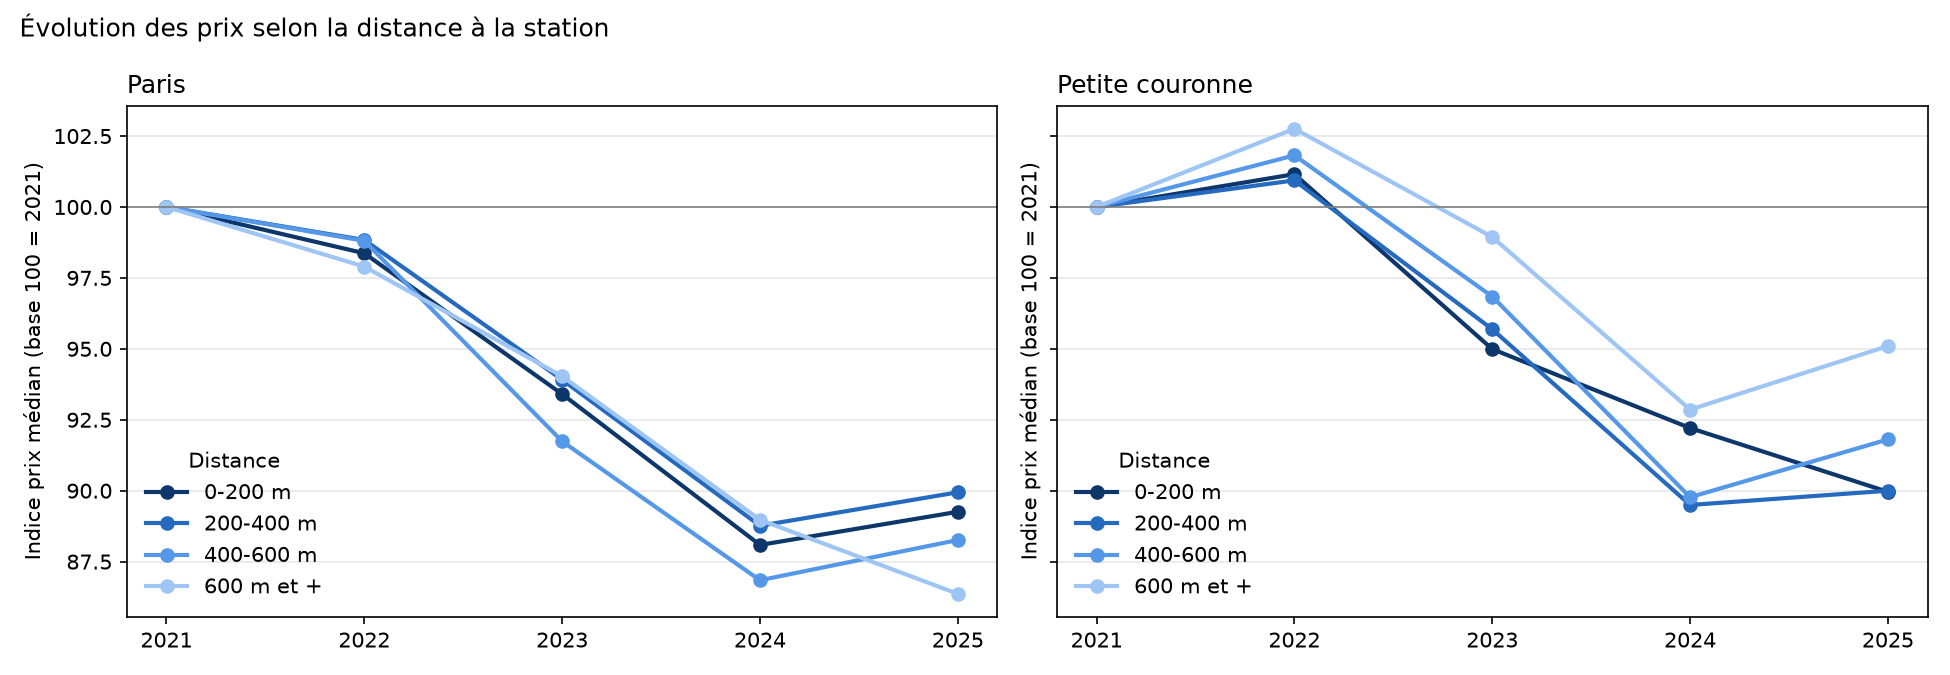 Évolution des prix selon la distance à la station
Paris
Indice prix médian (base 100 = 2021)
102.5
100.0
97.5
95.0
92.5
90.0
87.5
Distance
0-200 m
200-400 m
400-600 m
600 m et +
2021 2022 2023 2024 2025
Petite couronne
Indice prix médian (base 100 = 2021)
Distance
0-200 m
200-400 m
400-600 m
600 m et +
2021 2022 2023 2024 2025